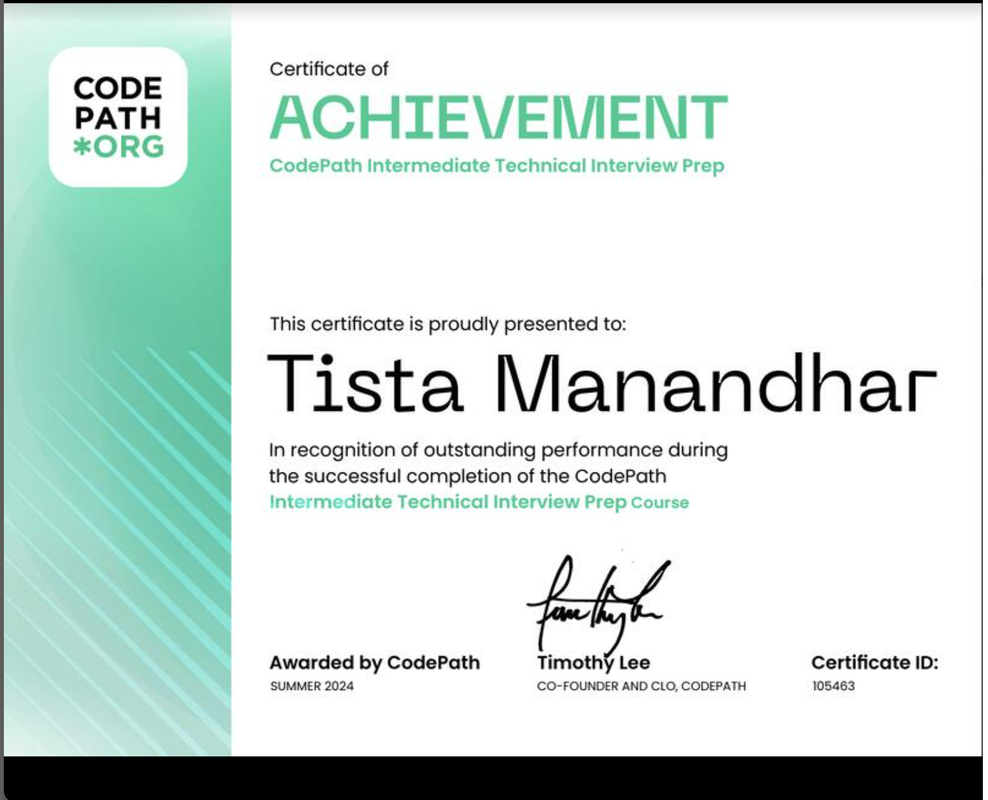 CODE
PATH
*ORG
Certificate of
ACHIEVEMENT
CodePath Intermediate Technical Interview Prep
This certificate is proudly presented to:
Tista Manandhar
In recognition of outstanding performance during
the successful completion of the CodePath
Intermediate Technical Interview Prep Course
Awarded by CodePath
SUMMER 2024
Timothy Lee
CO-FOUNDER AND CLO, CODEPATH
Certificate ID:
105463